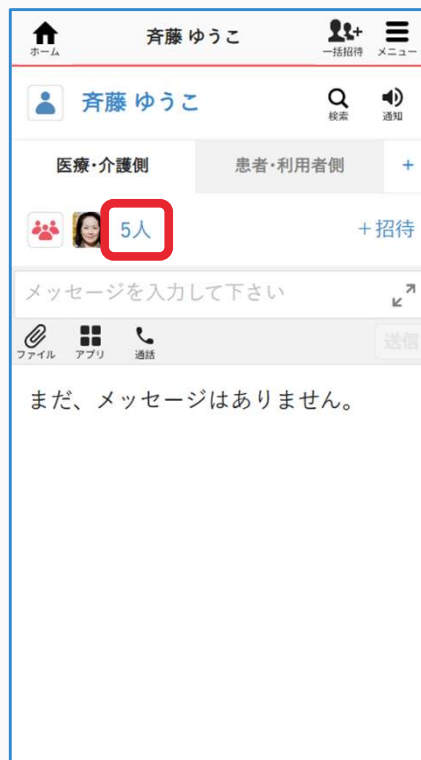 斉藤 ゆうこ
ホーム
一括招待
メニュー
斉藤 ゆうこ
検索
通知
医療・介護側
患者・利用者側
+
5人
+招待
メッセージを入力して下さい
ファイル
アプリ
通話
送信
まだ、メッセージはありません。